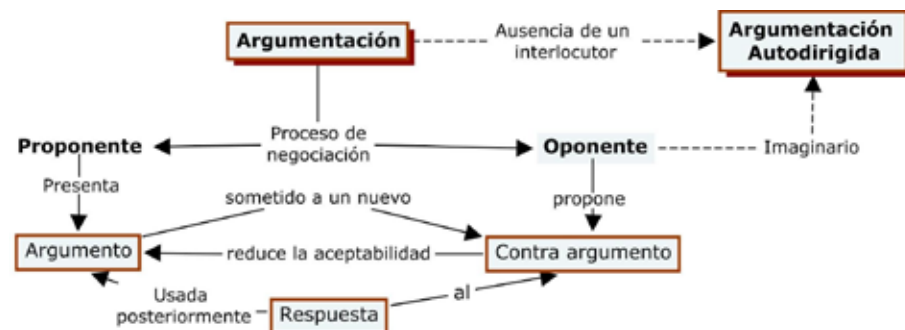 Argumentación
Ausencia de un
interlocutor
Argumentación
Autodirigida
Proponente
Proceso de
negociación
Oponente
Imaginario
Presenta
sometido a un nuevo
propone
Argumento
reduce la aceptabilidad
Contra argumento
Usada
posteriormente
Respuesta
al